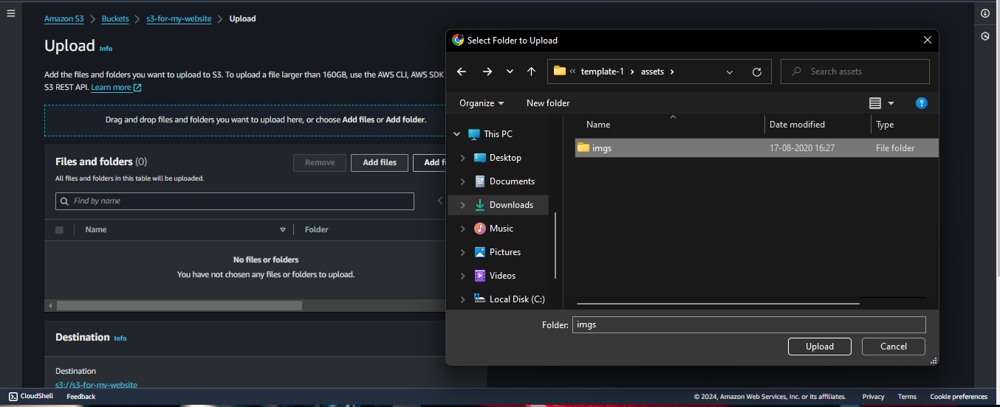 Amazon S3 > Buckets > s3-for-my-website > Upload
Upload Info
Add the files and folders you want to upload to S3. To upload a file larger than 160GB, use the AWS CLI, AWS SDK
S3 REST API. Learn more
Drag and drop files and folders you want to upload here, or choose Add files or Add folder.
Files and folders (0)
Remove
Add files
Add
All files and folders in this table will be uploaded.
Find by name
Name
Folder
No files or folders
You have not chosen any files or folders to upload.
Destination Info
Destination
s3://s3-for-my-website
Select Folder to Upload
« template-1 > assets >
Search assets
Organize
New folder
?
This PC
Desktop
Documents
Downloads
Music
Pictures
Videos
Local Disk (C:)
Name
Date modified
Type
imgs
17-08-2020 16:27
File folder
Folder: imgs
Upload
Cancel
CloudShell
Feedback
© 2024, Amazon Web Services, Inc. or its affiliates.
Privacy
Terms
Cookie preferences